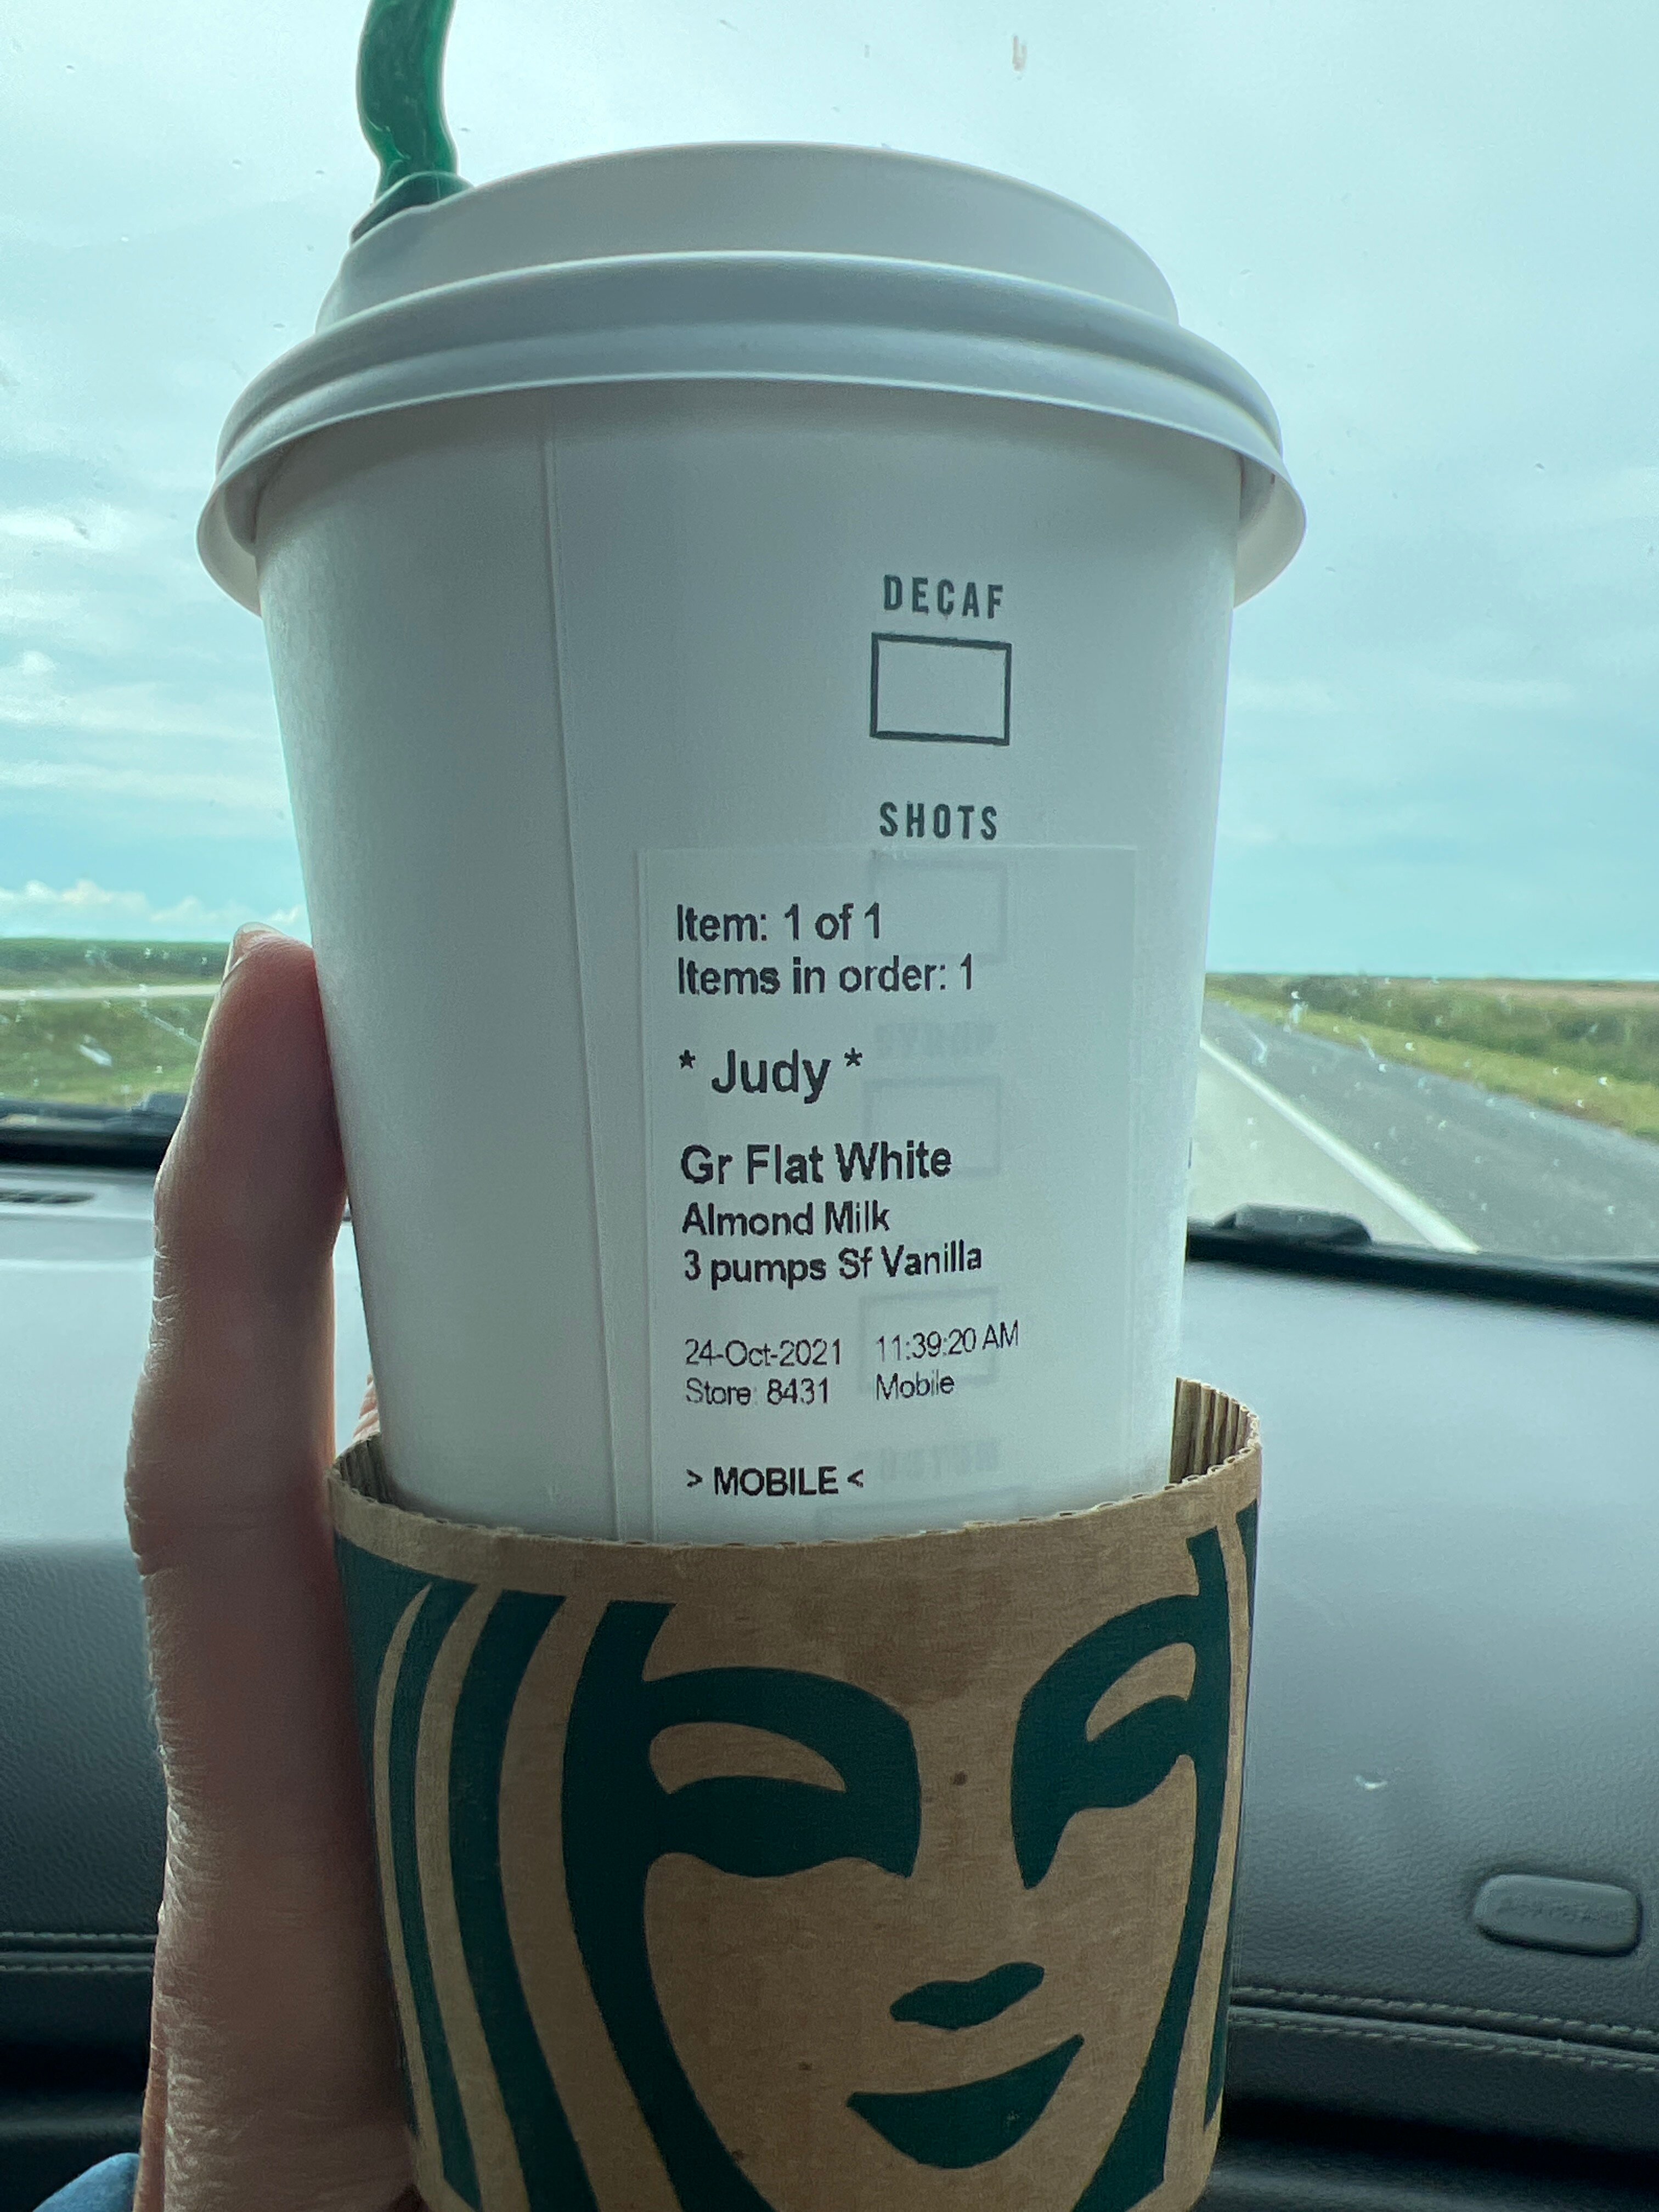 DECAF
SHOTS
Item: 1 of 1
Items in order: 1
* Judy *
Gr Flat White
Almond Milk
3 pumps Sf Vanilla
24-Oct-2021 11:39:20 AM
Store: 8431 Mobile
> MOBILE <